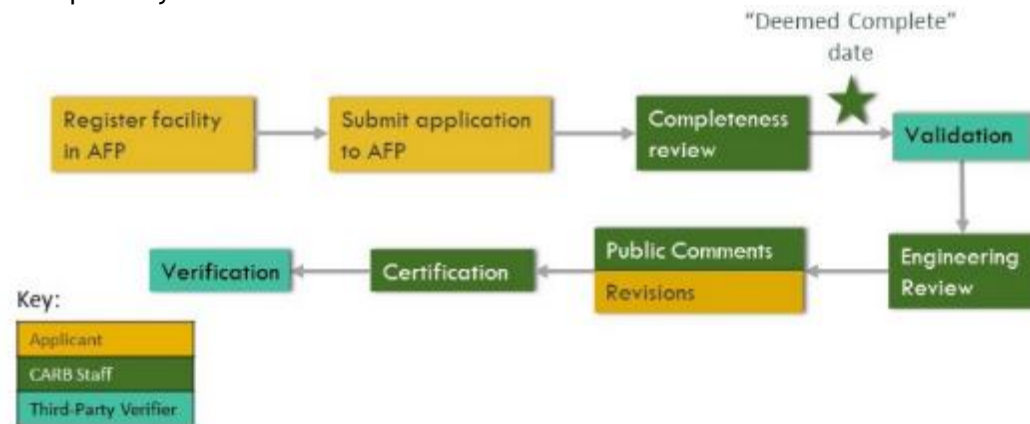 "Deemed Complete"
date
Register facility
in AFP
Submit application
to AFP
Completeness
review
Validation
Verification
Certification
Public Comments
Revisions
Engineering
Review
Key:
Applicant
CARB Staff
Third-Party Verifier